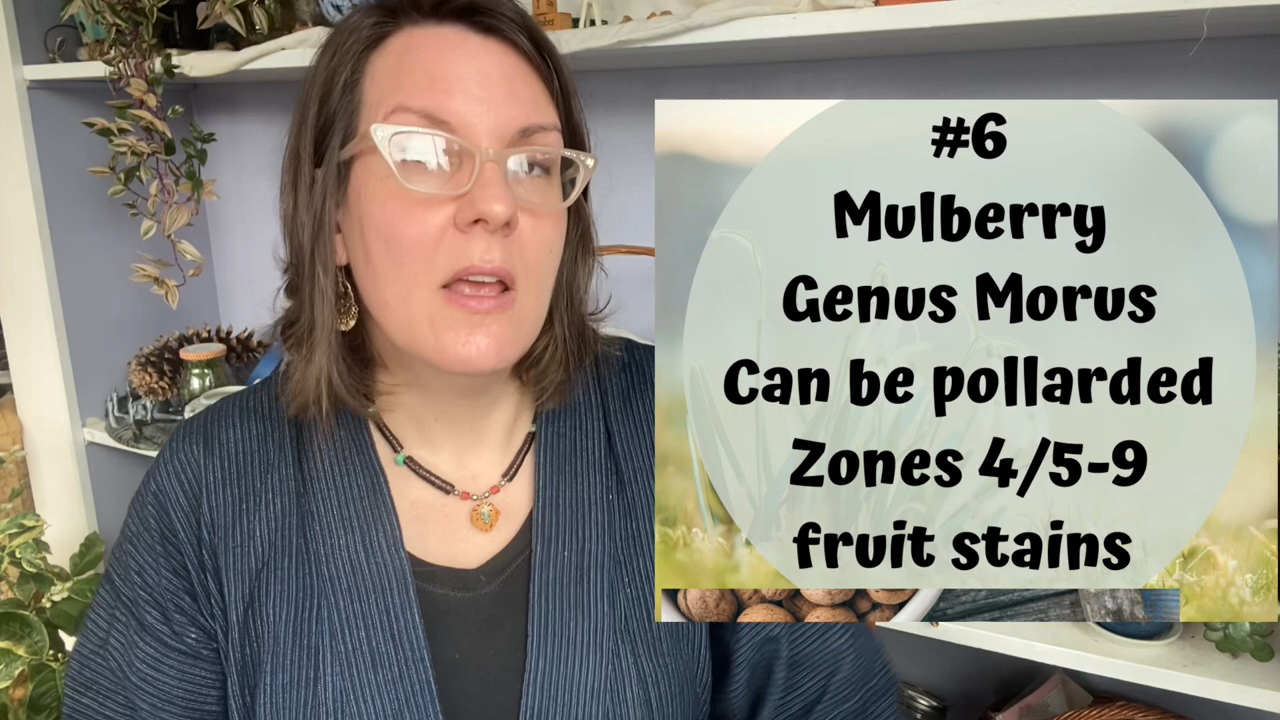 #6
Mulberry
Genus Morus
Can be pollarded
Zones 4/5-9
fruit stains